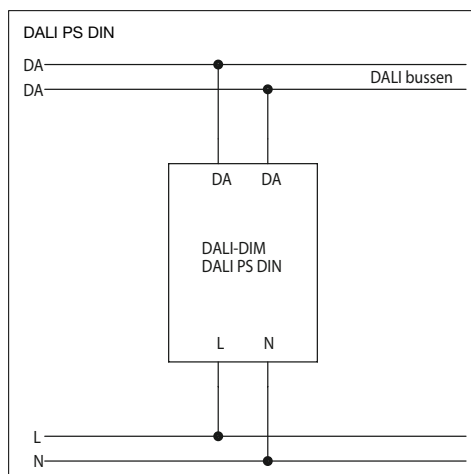 DALI PS DIN
DA
DALI bussen
DA
DA DA
DALI-DIM
DALI PS DIN
L N
L
N